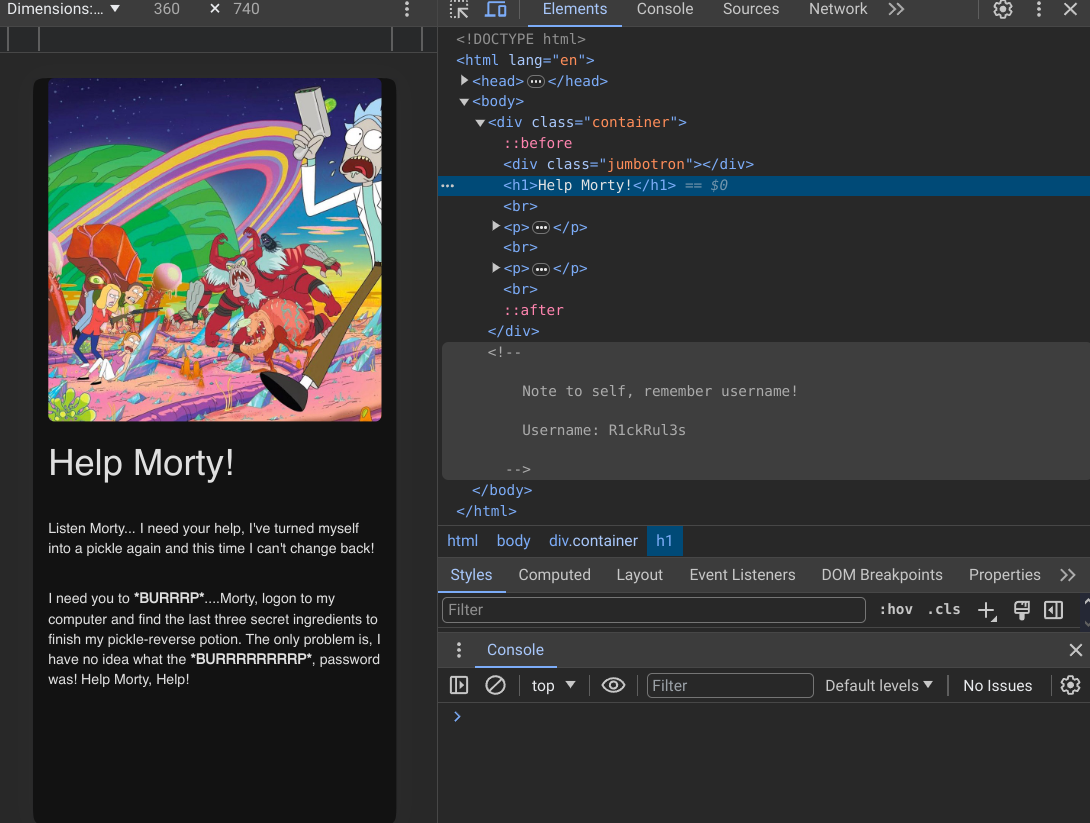 Dimensions:... 360 × 740
Elements Console Sources Network
<!DOCTYPE html>
<html lang="en">
<head> ••• </head>
<body>
<div class="container">
::before
<div class="jumbotron"></div>
••• <h1>Help Morty!</h1> == $0
<br>
<p> ••• </p>
<br>
<p> ••• </p>
<br>
::after
</div>
<!--
Note to self, remember username!
Username: R1ckRul3s
-->
</body>
</html>
html body div.container h1
Styles Computed Layout Event Listeners DOM Breakpoints Properties
Filter :hov .cls
Console
top Filter Default levels No Issues
Help Morty!
Listen Morty... I need your help, I've turned myself
into a pickle again and this time I can't change back!
I need you to *BURRRP*....Morty, logon to my
computer and find the last three secret ingredients to
finish my pickle-reverse potion. The only problem is, I
have no idea what the *BURRRRRRRRP*, password
was! Help Morty, Help!